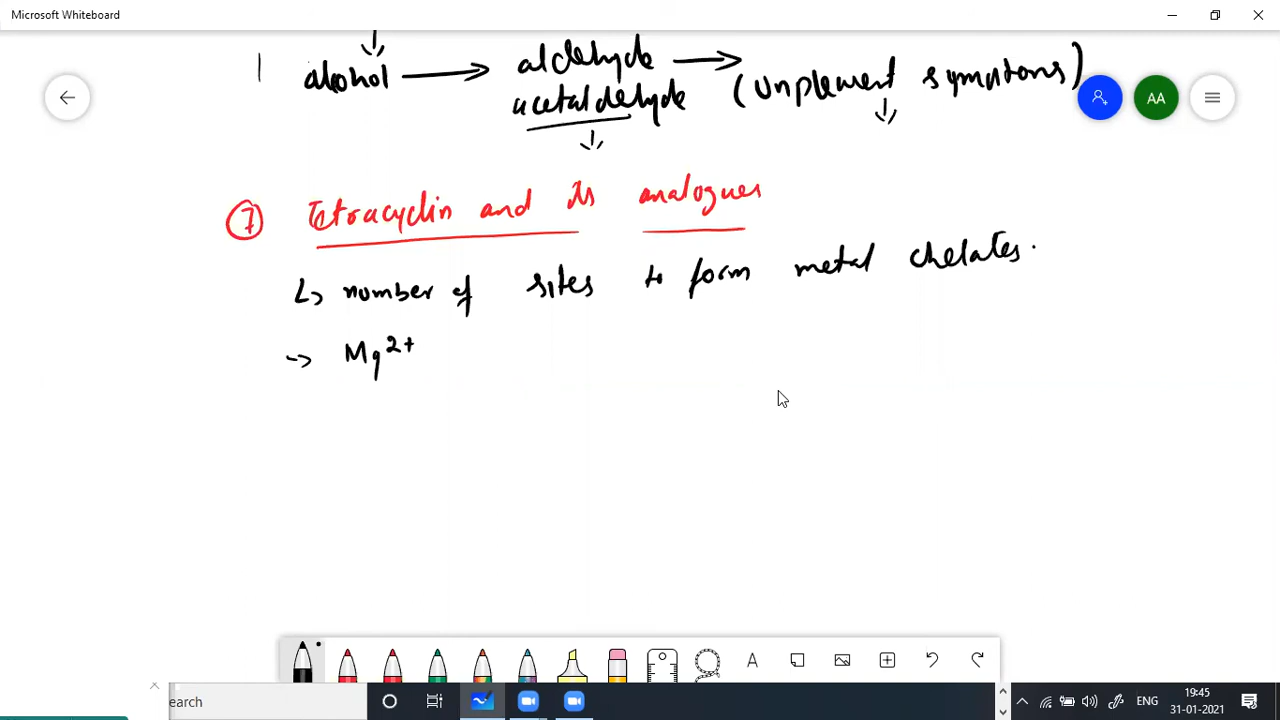 Microsoft Whiteboard
alcohol → aldehyde → (unplement symptoms)
acetaldehyde
AA
⑦ Tetracyclin and its analogues
↳ number of sites to form metal chelates.
→ Mg2+
A
earch
ENG
19:45
31-01-2021